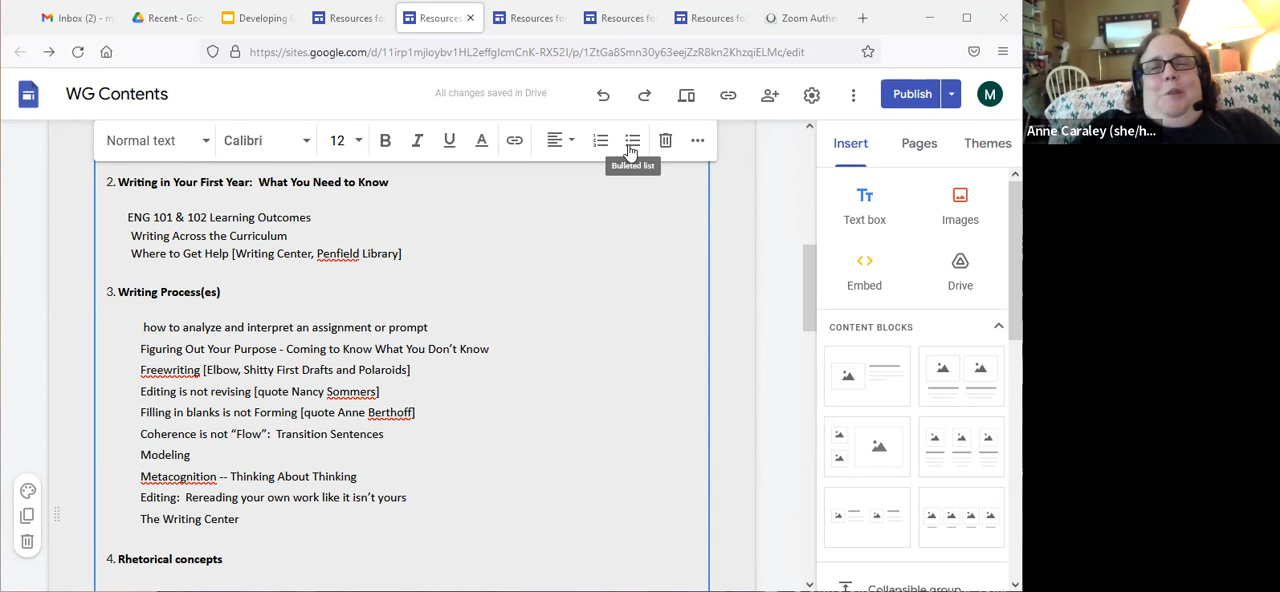 Inbox (2) - m
Recent - Goo
Developing C
Resources fo
Resources
Resources fo
Resources fo
Resources fo
Zoom Authe
https://sites.google.com/d/11irp1mjloybv1HL2effgIcmCnK-RX52I/p/1ZtGa8Smn30y63eejZzR8kn2KhzqiELMc/edit
WG Contents
All changes saved in Drive
Publish
M
Anne Caraley (she/h...
Normal text
Calibri
12
B
I
U
A
Bulleted list
Insert
Pages
Themes
2. Writing in Your First Year: What You Need to Know
ENG 101 & 102 Learning Outcomes
Writing Across the Curriculum
Where to Get Help [Writing Center, Penfield Library]
3. Writing Process(es)
how to analyze and interpret an assignment or prompt
Figuring Out Your Purpose - Coming to Know What You Don’t Know
Freewriting [Elbow, Shitty First Drafts and Polaroids]
Editing is not revising [quote Nancy Sommers]
Filling in blanks is not Forming [quote Anne Berthoff]
Coherence is not “Flow”: Transition Sentences
Modeling
Metacognition -- Thinking About Thinking
Editing: Rereading your own work like it isn’t yours
The Writing Center
4. Rhetorical concepts
Tт
Text box
Images
Embed
Drive
CONTENT BLOCKS
Collapsible group